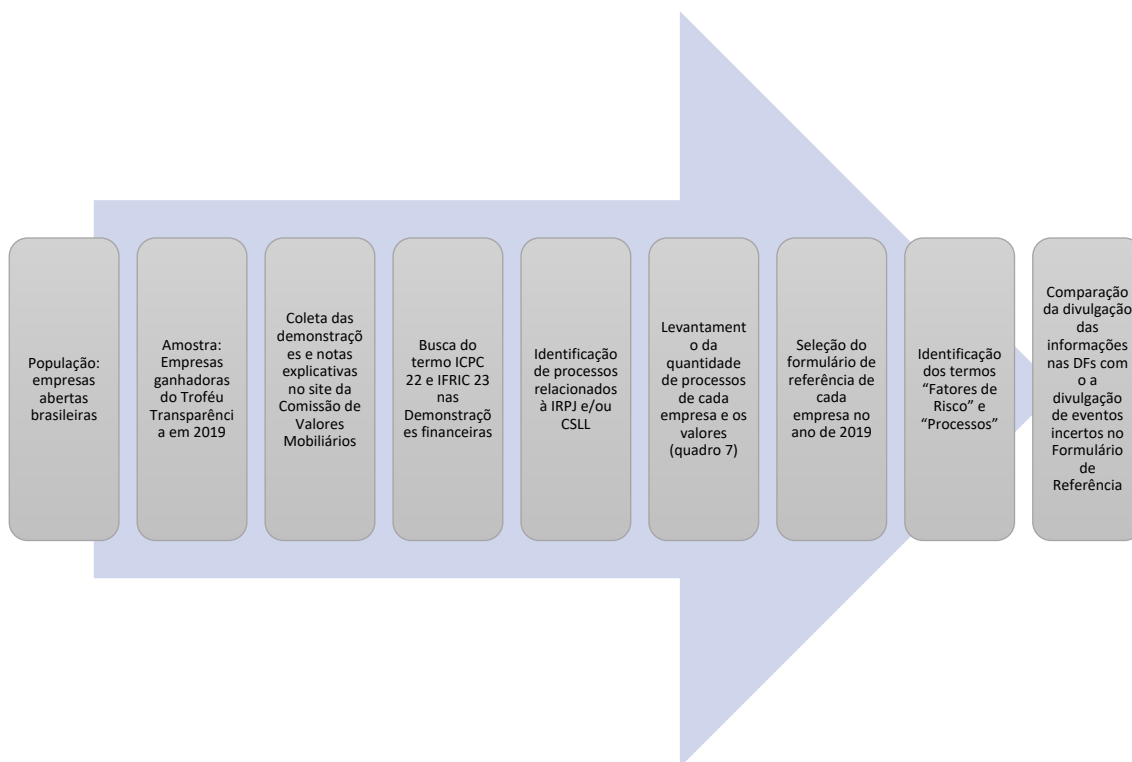 População:
empresas
abertas
brasileiras
Amostra:
Empresas
ganhadoras
do Troféu
Transparênci
a em 2019
Coleta das
demonstraçõ
es e notas
explicativas
no site da
Comissão de
Valores
Mobiliários
Busca do
termo ICPC
22 e IFRIC 23
nas
Demonstraçõ
es financeiras
Identificação
de processos
relacionados
à IRPJ e/ou
CSLL
Levantament
o da
quantidade
de processos
de cada
empresa e os
valores
(quadro 7)
Seleção do
formulário de
referência de
cada
empresa no
ano de 2019
Identificação
dos termos
“Fatores de
Risco” e
“Processos”
Comparação
da divulgação
das
informações
nas DFs com
o a
divulgação
de eventos
incertos no
Formulário
de
Referência